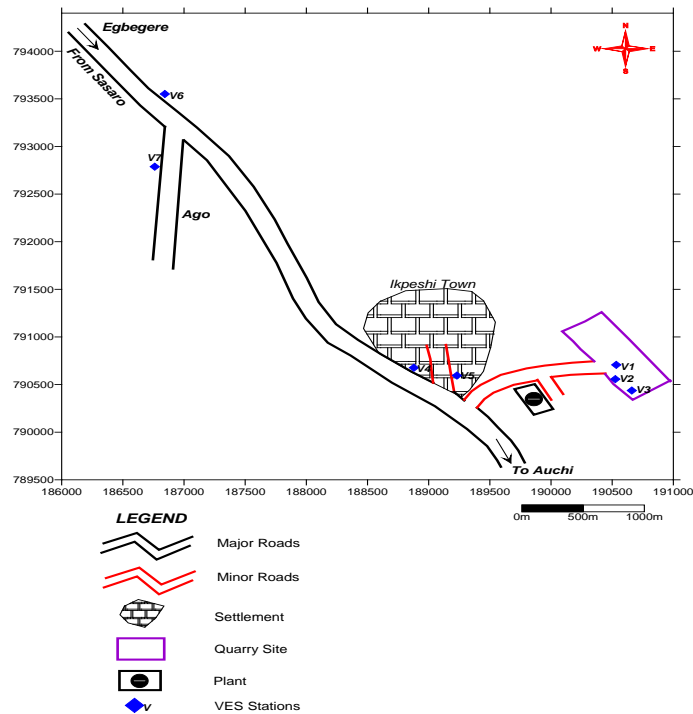 Egbegere
From Sasaro
N
W E
S
794000
793500
793000
792500
792000
791500
791000
790500
790000
789500
V6
V7
Ago
Ikpeshi Town
V4
V5
V1
V2
V3
To Auchi
186000 186500 187000 187500 188000 188500 189000 189500 190000 190500 191000
0m 500m 1000m
LEGEND
Major Roads
Minor Roads
Settlement
Quarry Site
Plant
V VES Stations